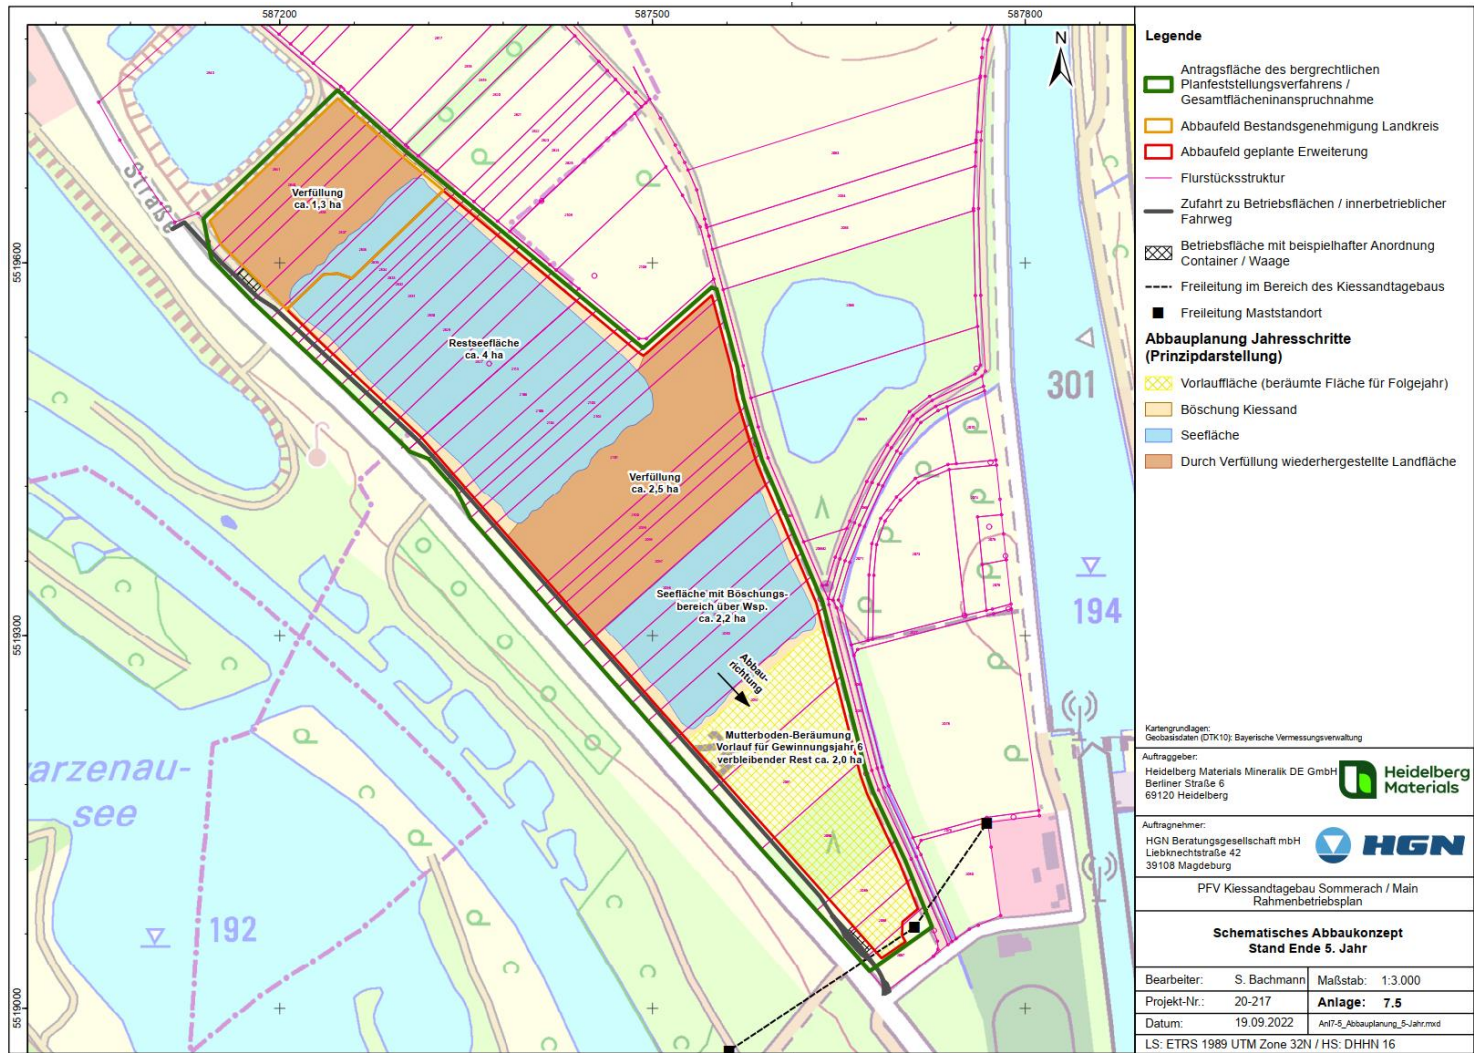 587200
587500
587800
5519600
5519300
5519000
N
Straße
Verfüllung
ca. 1,3 ha
Restseefläche
ca. 4 ha
Verfüllung
ca. 2,5 ha
Seefläche mit Böschungs-
bereich über Wsp.
ca. 2,2 ha
Abbau-
richtung
Mutterboden-Beräumung
Vorlauf für Gewinnungsjahr 6
verbleibender Rest ca. 2,0 ha
301
194
192
arzenau-
see
Legende
Antragsfläche des bergrechtlichen
Planfeststellungsverfahrens /
Gesamtflächeninanspruchnahme
Abbaufeld Bestandsgenehmigung Landkreis
Abbaufeld geplante Erweiterung
Flurstücksstruktur
Zufahrt zu Betriebsflächen / innerbetrieblicher
Fahrweg
Betriebsfläche mit beispielhafter Anordnung
Container / Waage
Freileitung im Bereich des Kiessandtagebaus
Freileitung Maststandort
Abbauplanung Jahresschritte
(Prinzipdarstellung)
Vorlauffläche (beräumte Fläche für Folgejahr)
Böschung Kiessand
Seefläche
Durch Verfüllung wiederhergestellte Landfläche
Kartengrundlagen:
Geobasisdaten (DTK10): Bayerische Vermessungsverwaltung
Auftraggeber:
Heidelberg Materials Mineralik DE GmbH
Berliner Straße 6
69120 Heidelberg
Heidelberg
Materials
Auftragnehmer:
HGN Beratungsgesellschaft mbH
Liebknechtstraße 42
39108 Magdeburg
HGN
PFV Kiessandtagebau Sommerach / Main
Rahmenbetriebsplan
Schematisches Abbaukonzept
Stand Ende 5. Jahr
Bearbeiter: S. Bachmann Maßstab: 1:3.000
Projekt-Nr.: 20-217 Anlage: 7.5
Datum: 19.09.2022 Anl7-5_Abbauplanung_5-Jahr.mxd
LS: ETRS 1989 UTM Zone 32N / HS: DHHN 16